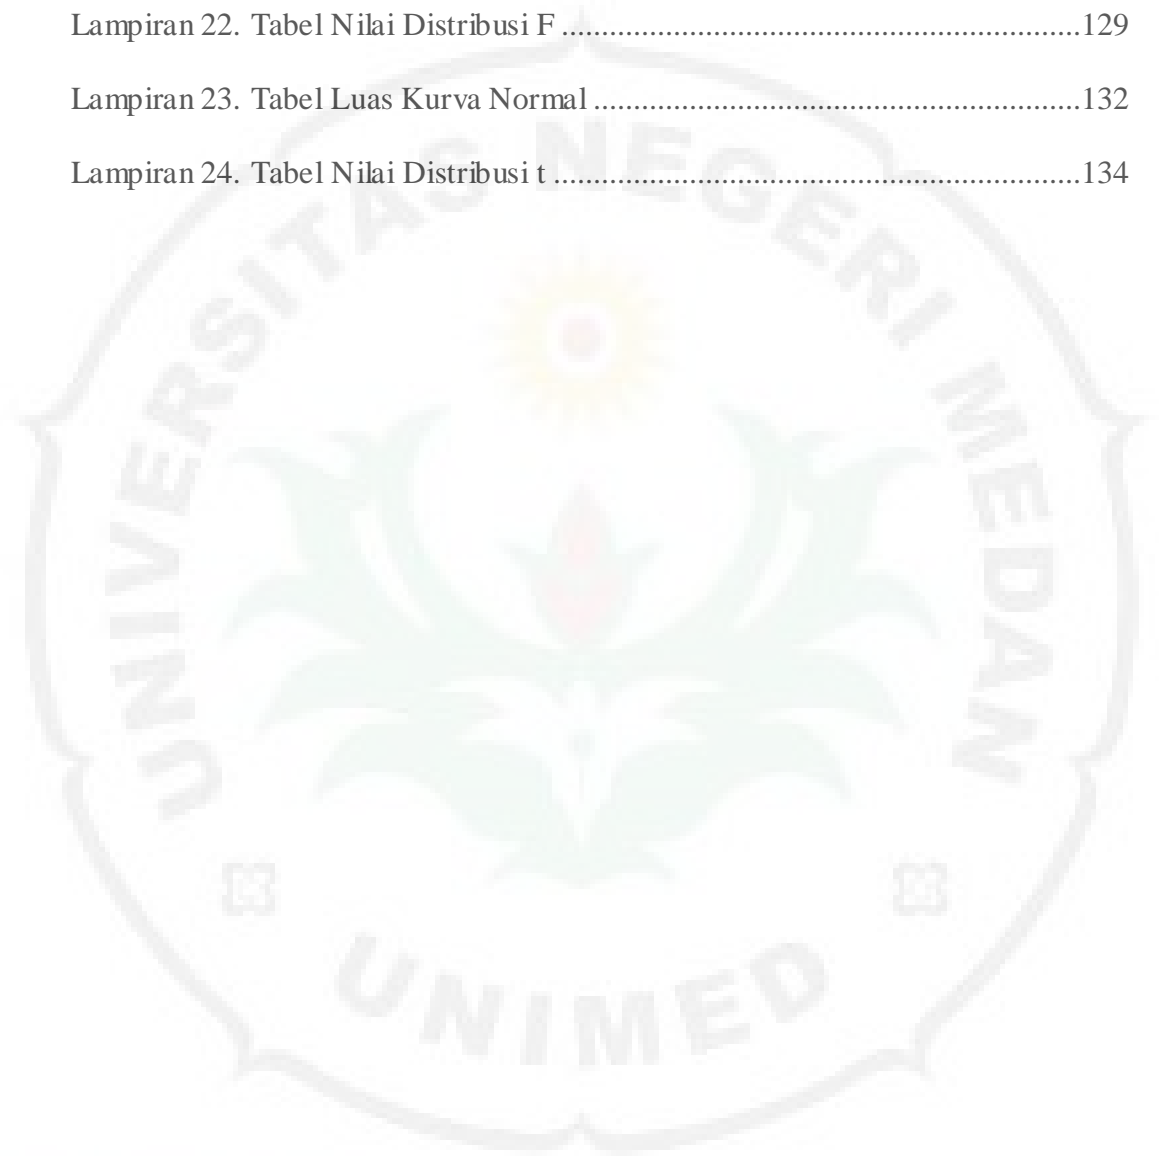 Lampiran 22. Tabel Nilai Distribusi F .................................................................129
Lampiran 23. Tabel Luas Kurva Normal .............................................................132
Lampiran 24. Tabel Nilai Distribusi t ..................................................................134
UNIVERSITAS NEGERI MEDAN
UNIMED